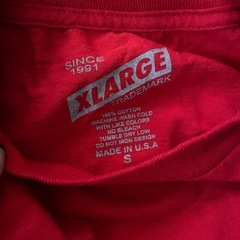 SINCE
1991
XLARGE
TRADEMARK
100% COTTON
MACHINE WASH COLD
WITH LIKE COLORS
NO BLEACH
TUMBLE DRY LOW
DO NOT IRON DESIGN
MADE IN U.S.A
S